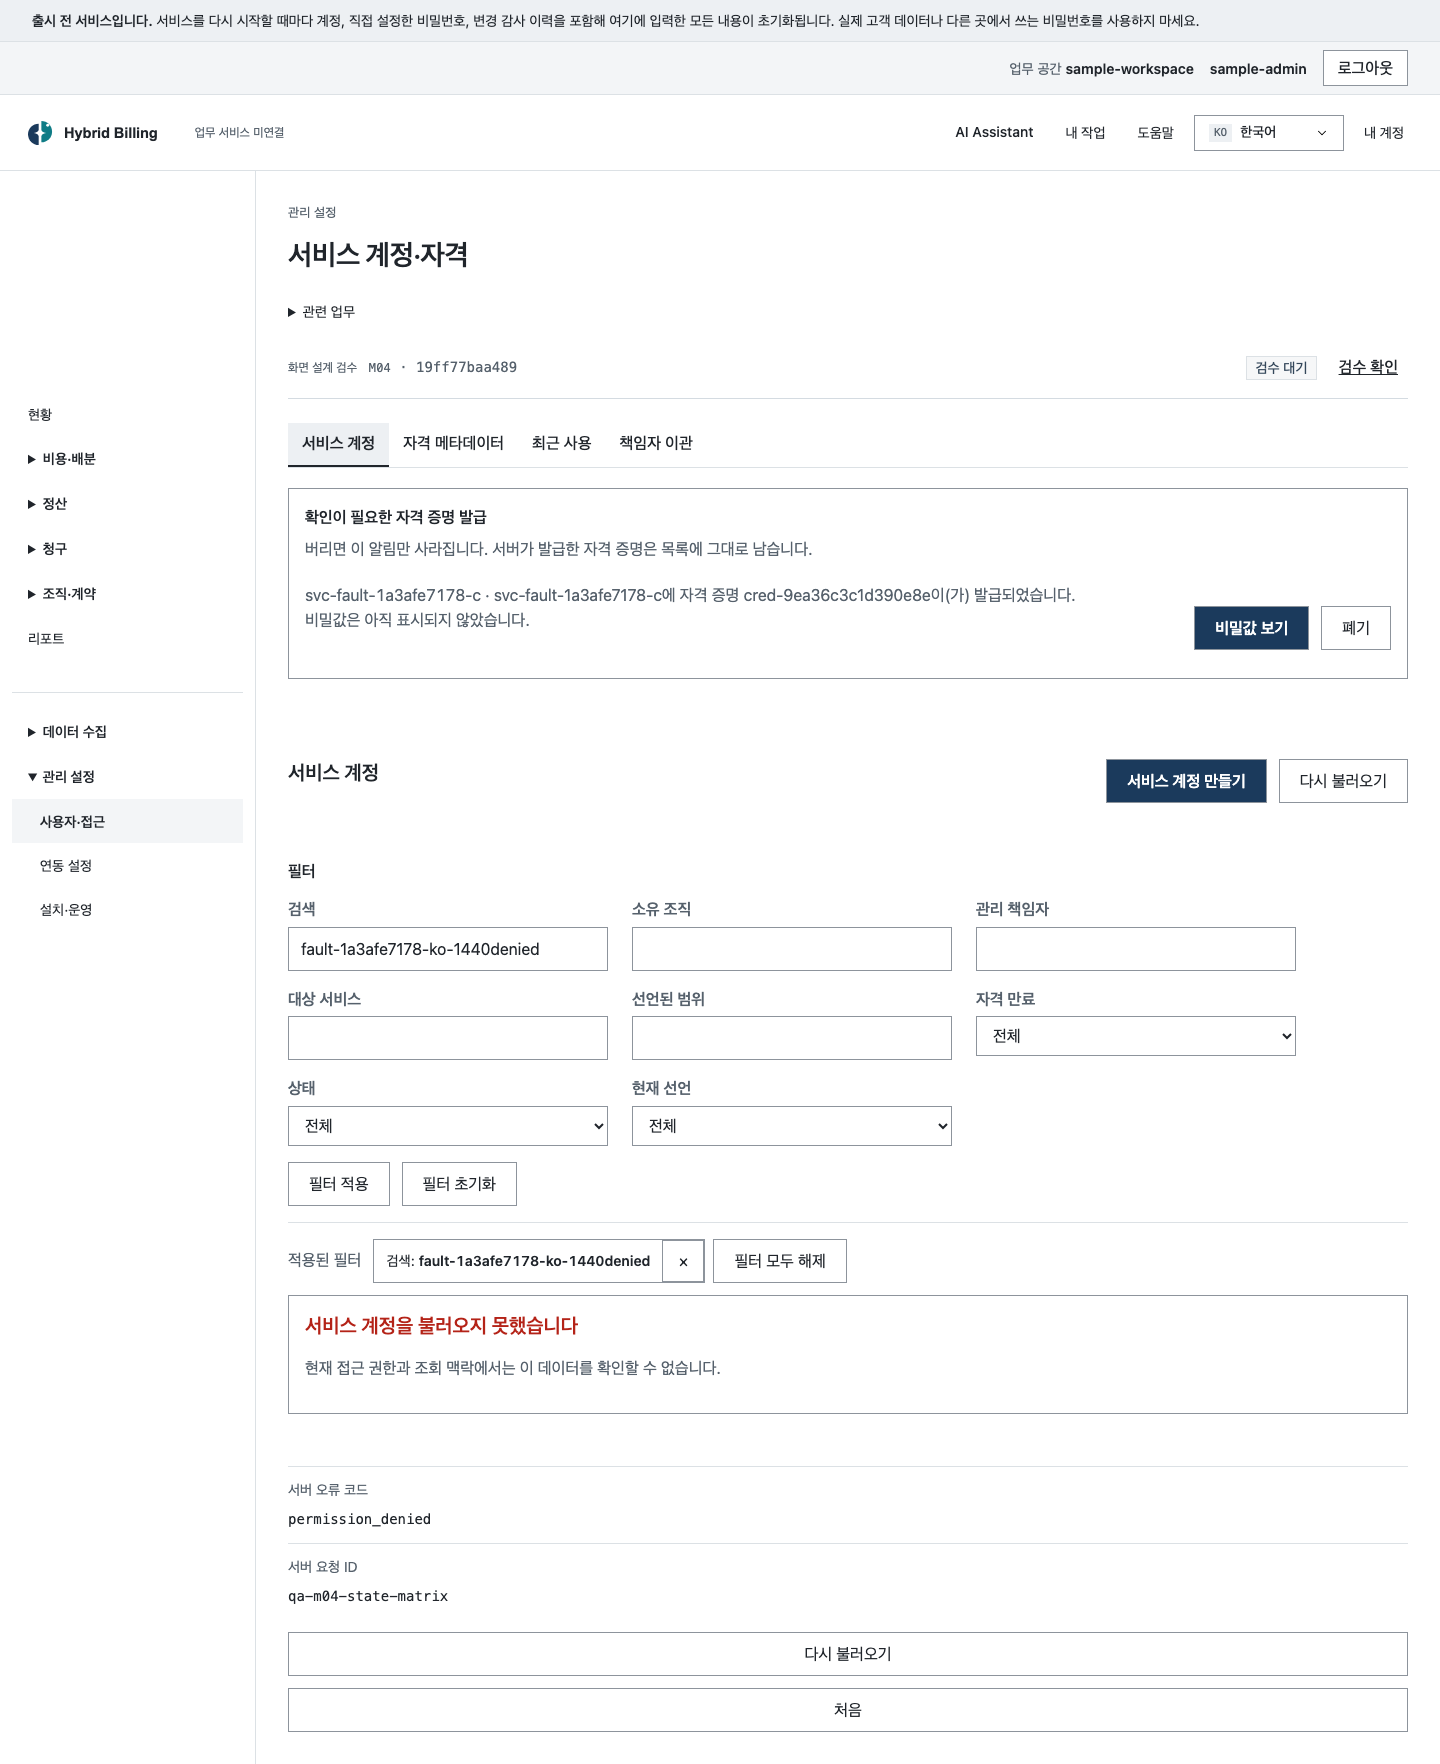 출시 전 서비스입니다. 서비스를 다시 시작할 때마다 계정, 직접 설정한 비밀번호, 변경 감사 이력을 포함해 여기에 입력한 모든 내용이 초기화됩니다. 실제 고객 데이터나 다른 곳에서 쓰는 비밀번호를 사용하지 마세요.
업무 공간 sample-workspace sample-admin 로그아웃
Hybrid Billing 업무 서비스 미연결 AI Assistant 내 작업 도움말 KO 한국어 내 계정
관리 설정
서비스 계정·자격
▶ 관련 업무
화면 설계 검수 M04 · 19ff77baa489 검수 대기 검수 확인
현황
▶ 비용·배분
▶ 정산
▶ 청구
▶ 조직·계약
리포트
▶ 데이터 수집
▼ 관리 설정
사용자·접근
연동 설정
설치·운영
서비스 계정 자격 메타데이터 최근 사용 책임자 이관
확인이 필요한 자격 증명 발급
버리면 이 알림만 사라집니다. 서버가 발급한 자격 증명은 목록에 그대로 남습니다.
svc-fault-1a3afe7178-c · svc-fault-1a3afe7178-c에 자격 증명 cred-9ea36c3c1d390e8e이(가) 발급되었습니다.
비밀값은 아직 표시되지 않았습니다.
비밀값 보기 폐기
서비스 계정 서비스 계정 만들기 다시 불러오기
필터
검색 소유 조직 관리 책임자
fault-1a3afe7178-ko-1440denied
대상 서비스 선언된 범위 자격 만료
전체
상태 현재 선언
전체 전체
필터 적용 필터 초기화
적용된 필터 검색: fault-1a3afe7178-ko-1440denied × 필터 모두 해제
서비스 계정을 불러오지 못했습니다
현재 접근 권한과 조회 맥락에서는 이 데이터를 확인할 수 없습니다.
서버 오류 코드
permission_denied
서버 요청 ID
qa-m04-state-matrix
다시 불러오기
처음